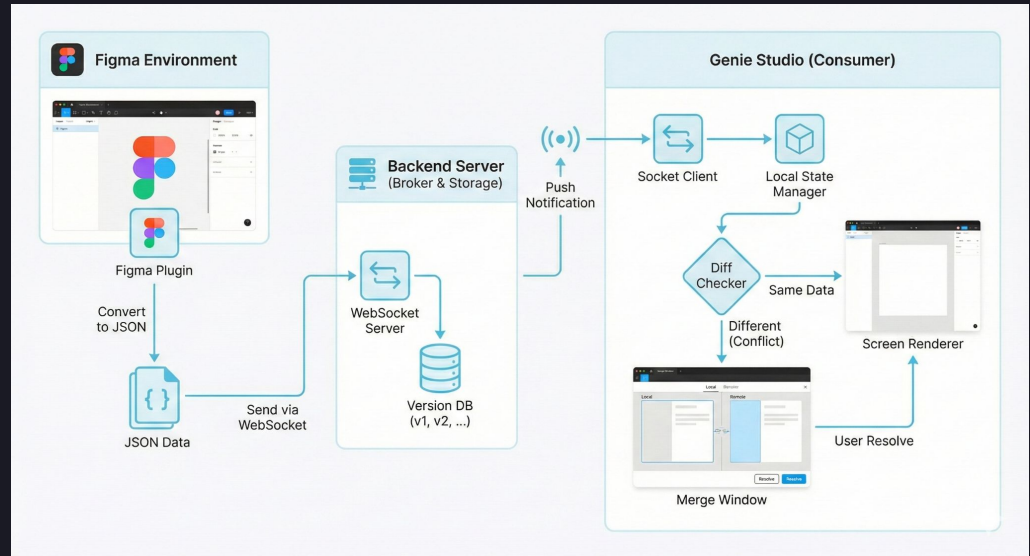 Figma Environment
Figma Plugin
Convert
to JSON
JSON Data
Send via
WebSocket
Backend Server
(Broker & Storage)
WebSocket
Server
Version DB
(v1, v2, ...)
Push
Notification
Genie Studio (Consumer)
Socket Client
Local State
Manager
Diff
Checker
Same Data
Different
(Conflict)
Screen Renderer
Local
Remote
Local
Remote
Resolve
Resolve
Merge Window
User Resolve